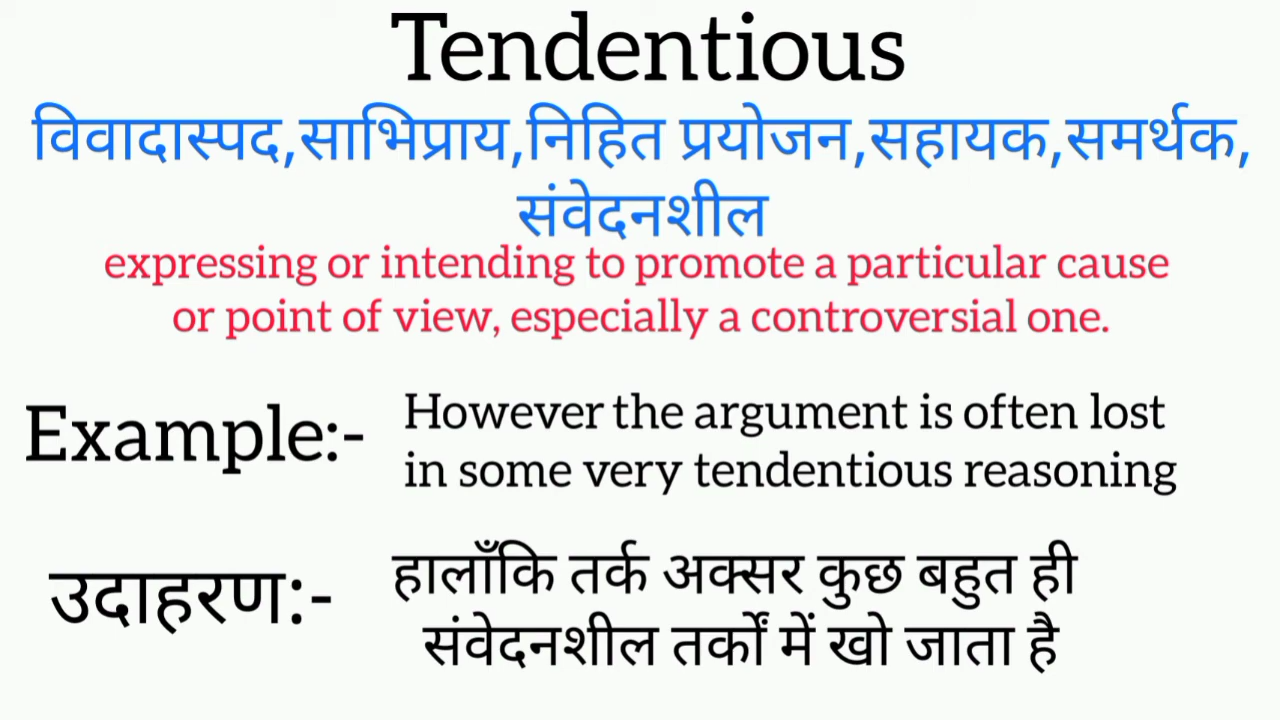 Tendentious
विवादास्पद,साभिप्राय,निहित प्रयोजन,सहायक,समर्थक,
संवेदनशील
expressing or intending to promote a particular cause
or point of view, especially a controversial one.
Example:- However the argument is often lost
in some very tendentious reasoning
उदाहरण:- हालाँकि तर्क अक्सर कुछ बहुत ही
संवेदनशील तर्कों में खो जाता है